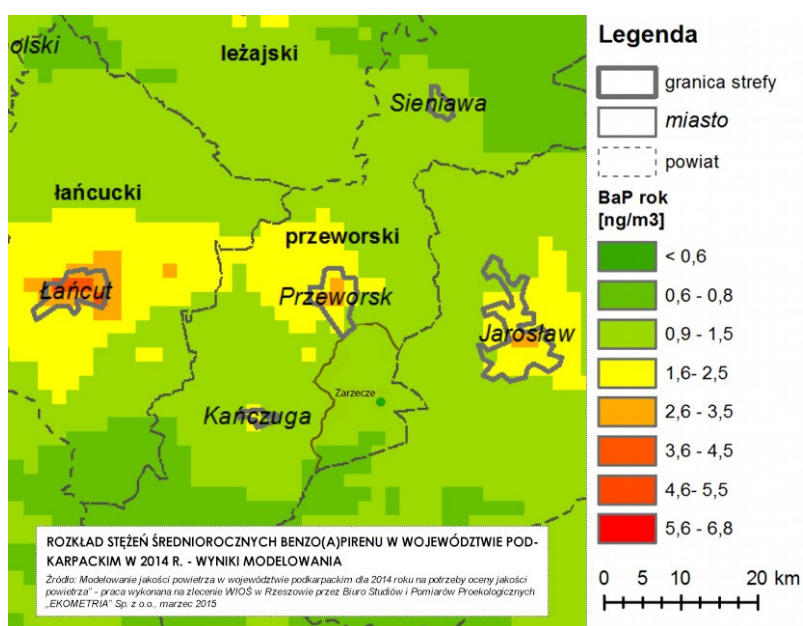 olski
leżajski
Sieniawa
łańcucki
przeworski
Łańcut
Przeworsk
Jarosław
Zarzecze
Kańczuga
ROZKŁAD STĘŻEŃ ŚREDNIOROCZNYCH BENZO(A)PIRENU W WOJEWÓDZTWIE POD-
KARPACKIM W 2014 R. - WYNIKI MODELOWANIA
Źródło: Modelowanie jakości powietrza w województwie podkarpackim dla 2014 roku na potrzeby oceny jakości
powietrza" - praca wykonana na zlecenie WIOŚ w Rzeszowie przez Biuro Studiów i Pomiarów Proekologicznych
„EKOMETRIA" Sp. z o.o., marzec 2015
Legenda
granica strefy
miasto
powiat
BaP rok
[ng/m3]
< 0,6
0,6 - 0,8
0,9 - 1,5
1,6- 2,5
2,6 - 3,5
3,6 - 4,5
4,6- 5,5
5,6 - 6,8
0 5 10 20 km